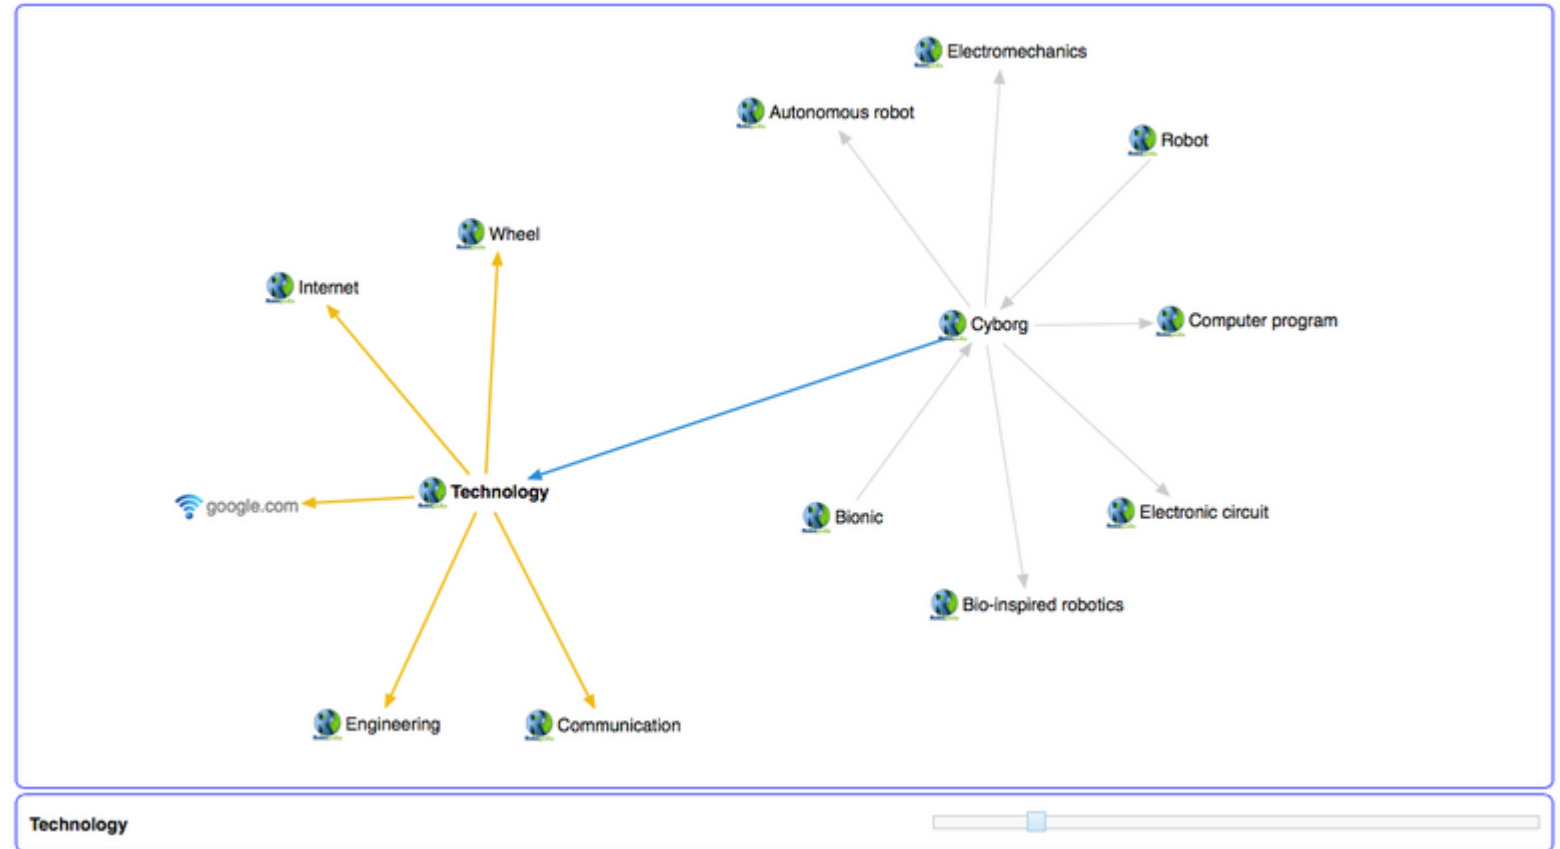 Electromechanics
Autonomous robot
Robot
Wheel
Internet
Cyborg
Computer program
Technology
google.com
Bionic
Electronic circuit
Bio-inspired robotics
Engineering
Communication
Technology